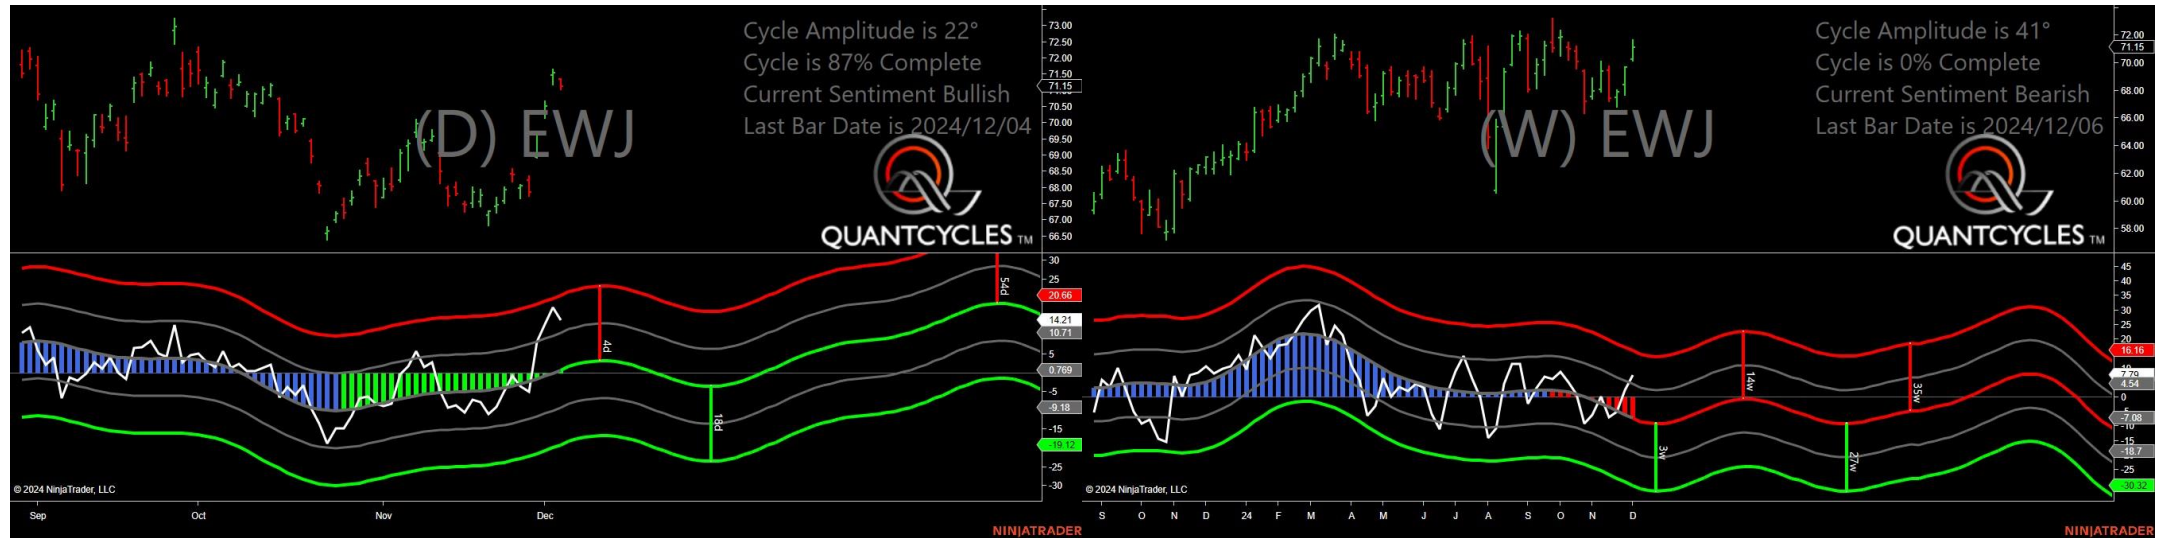 Cycle Amplitude is 22°
Cycle is 87% Complete
Current Sentiment Bullish
Last Bar Date is 2024/12/04
(D) EWJ
QUANTCYCLES TM
73.00
72.50
72.00
71.50
71.15
70.50
70.00
69.50
69.00
68.50
68.00
67.50
67.00
66.50
30
25
20.66
14.21
10.71
5
0.769
-5
-9.18
-15
-19.12
-25
-30
4d
18d
54d
© 2024 NinjaTrader, LLC
Sep
Oct
Nov
Dec
NINJATRADER
Cycle Amplitude is 41°
Cycle is 0% Complete
Current Sentiment Bearish
Last Bar Date is 2024/12/06
(W) EWJ
QUANTCYCLES TM
72.00
71.15
70.00
68.00
66.00
64.00
62.00
60.00
58.00
45
40
35
30
25
20
16.16
7.79
4.54
0
-7.08
-10
-15
-18.7
-25
-30.32
3w
14w
27w
35w
© 2024 NinjaTrader, LLC
S
O
N
D
24
F
M
A
M
J
J
A
S
O
N
D
NINJATRADER